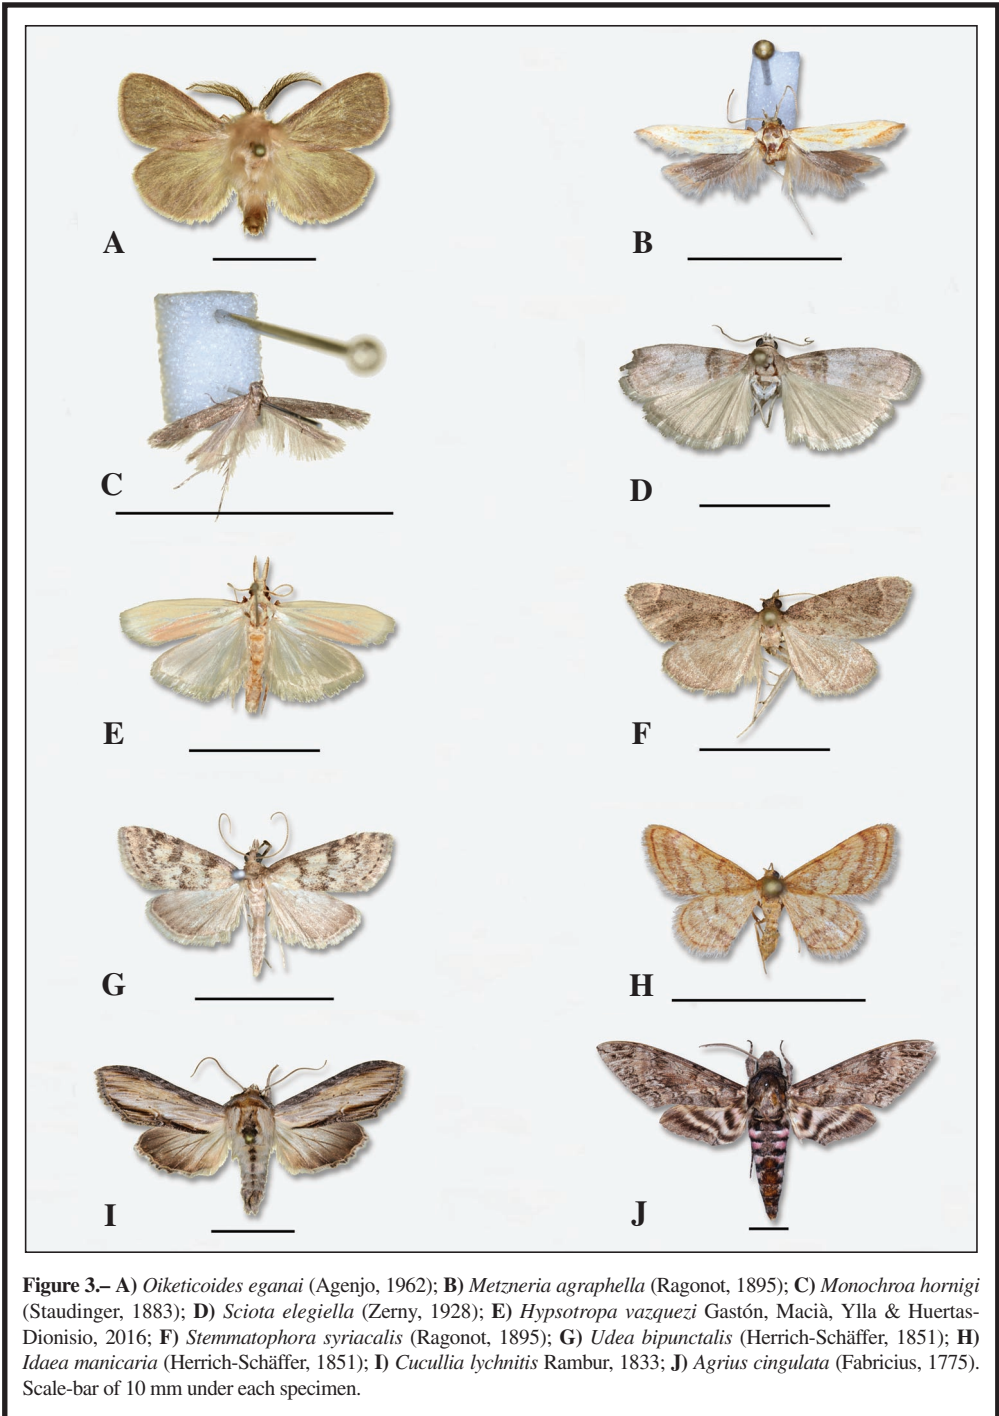 A
B
C
D
E
F
G
H
I
J
Figure 3.– A) Oiketicoides eganai (Agenjo, 1962); B) Metzneria agraphella (Ragonot, 1895); C) Monochroa hornigi
(Staudinger, 1883); D) Sciota elegiella (Zerny, 1928); E) Hypsotropa vazquezi Gastón, Macià, Ylla & Huertas-
Dionisio, 2016; F) Stemmatophora syriacalis (Ragonot, 1895); G) Udea bipunctalis (Herrich-Schäffer, 1851); H)
Idaea manicaria (Herrich-Schäffer, 1851); I) Cucullia lychnitis Rambur, 1833; J) Agrius cingulata (Fabricius, 1775).
Scale-bar of 10 mm under each specimen.